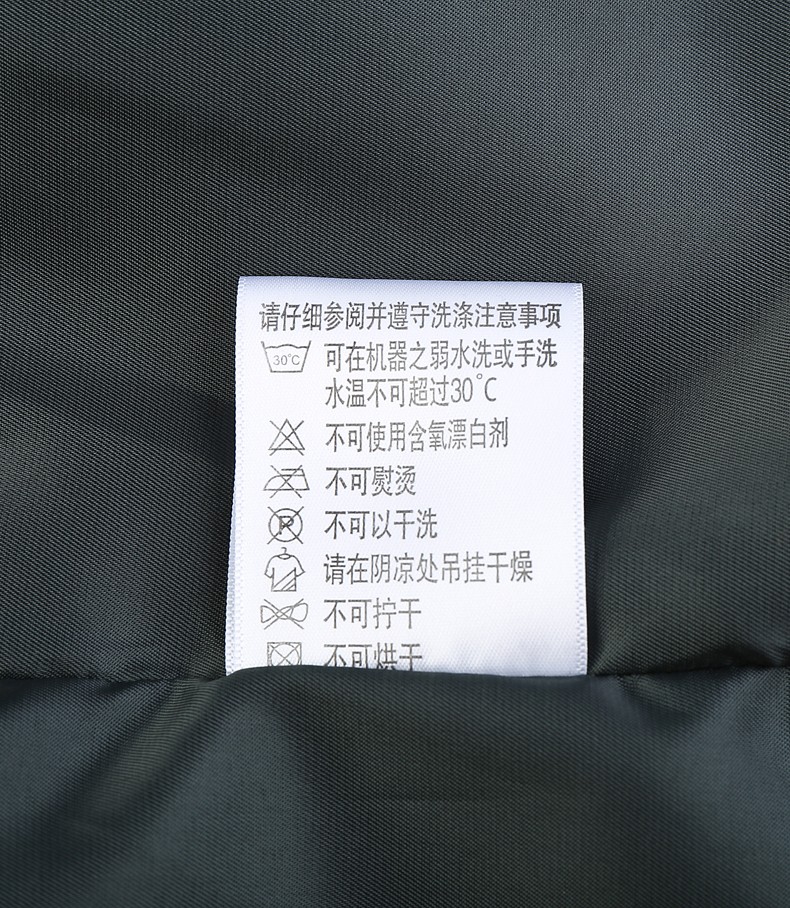 请仔细参阅并遵守洗涤注意事项
30℃ 可在机器之弱水洗或手洗
水温不可超过30℃
不可使用含氧漂白剂
不可熨烫
P 不可以干洗
请在阴凉处吊挂干燥
不可拧干
不可烘干